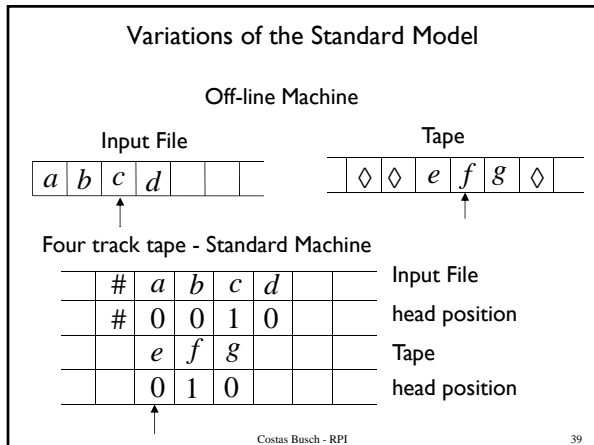 Variations of the Standard Model
Off-line Machine
Input File
Tape
a b c d
◊ ◊ e f g ◊
Four track tape - Standard Machine
# a b c d Input File
# 0 0 1 0 head position
e f g Tape
0 1 0 head position
Costas Busch - RPI
39